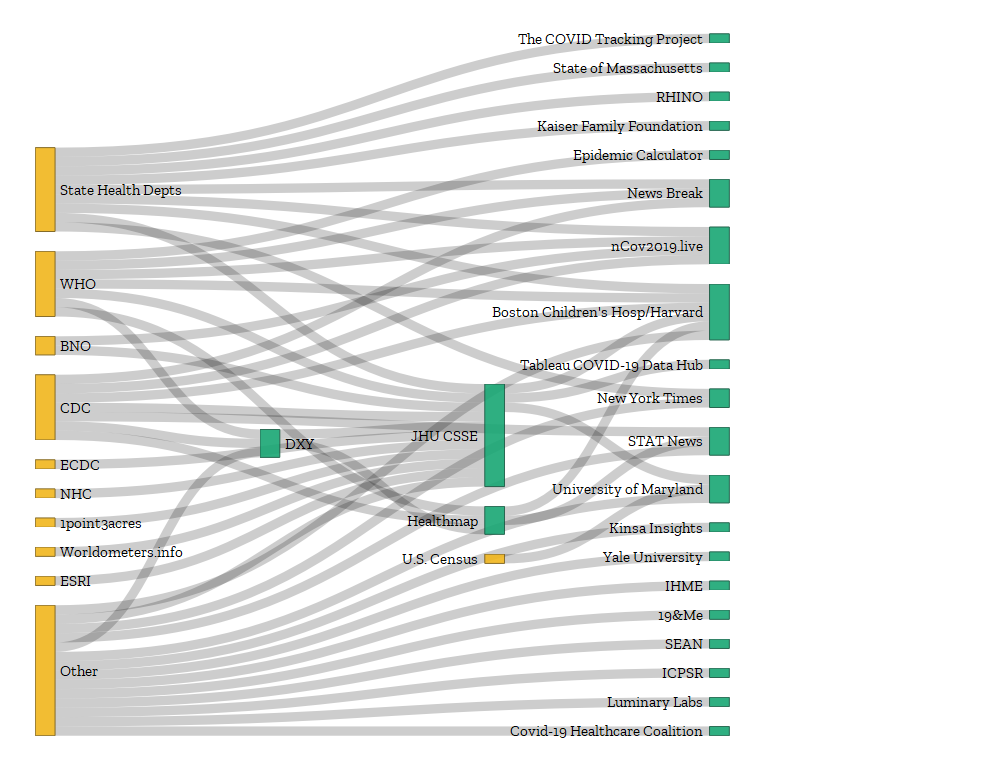 The COVID Tracking Project
State of Massachusetts
RHINO
Kaiser Family Foundation
Epidemic Calculator
State Health Depts
News Break
nCov2019.live
WHO
Boston Children's Hosp/Harvard
BNO
Tableau COVID-19 Data Hub
New York Times
CDC
JHU CSSE
STAT News
DXY
ECDC
University of Maryland
NHC
Healthmap
1point3acres
Kinsa Insights
Worldometers.info
Yale University
U.S. Census
ESRI
IHME
19&Me
SEAN
Other
ICPSR
Luminary Labs
Covid-19 Healthcare Coalition